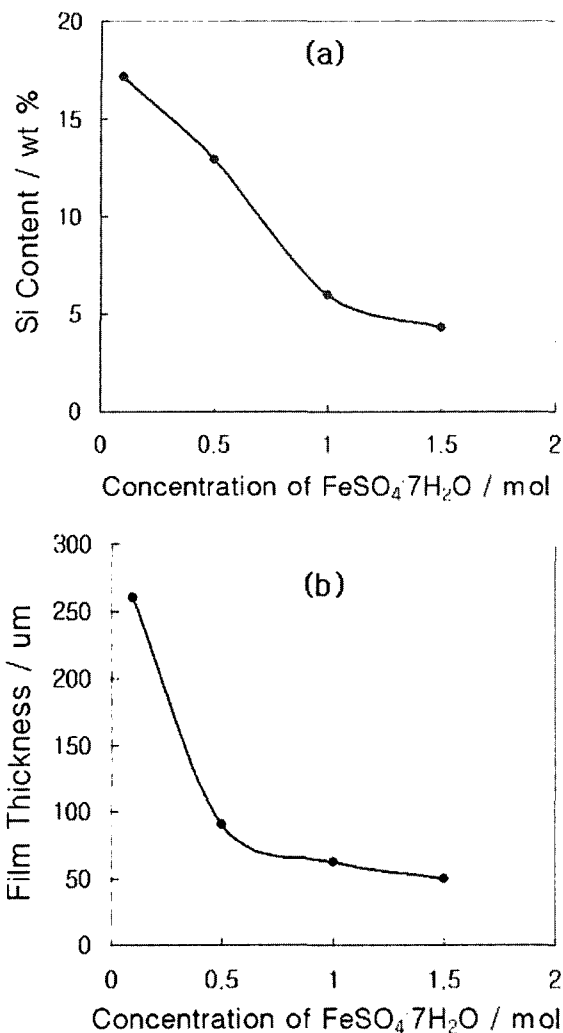 (a)
Si Content / wt %
20
15
10
5
0
0 0.5 1 1.5 2
Concentration of FeSO₄·7H₂O / mol
(b)
Film Thickness / um
300
250
200
150
100
50
0
0 0.5 1 1.5 2
Concentration of FeSO₄·7H₂O / mol